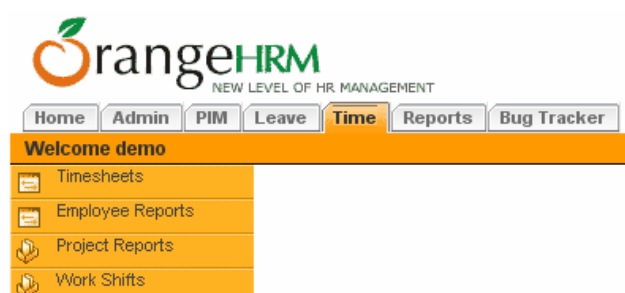 OrangeHRM
NEW LEVEL OF HR MANAGEMENT
Home Admin PIM Leave Time Reports Bug Tracker
Welcome demo
Timesheets
Employee Reports
Project Reports
Work Shifts